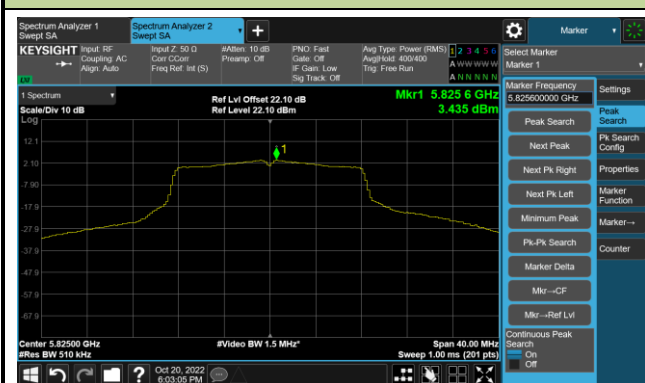 Spectrum Analyzer 1
Swept SA
Spectrum Analyzer 2
Swept SA
Marker
KEYSIGHT
Input: RF
Coupling: AC
Align: Auto
Input Z: 50 Ω
Corr CCorr
Freq Ref: Int (S)
#Atten: 10 dB
Preamp: Off
PNO: Fast
Gate: Off
IF Gain: Low
Sig Track: Off
Avg Type: Power (RMS)
Avg|Hold: 400/400
Trig: Free Run
1 2 3 4 5 6
A W W W W W
A N N N N N
Select Marker
Marker 1
LW
1 Spectrum
Scale/Div 10 dB
Log
Ref Lvl Offset 22.10 dB
Ref Level 22.10 dBm
Mkr1 5.825 6 GHz
3.435 dBm
Marker Frequency
5.825600000 GHz
Settings
Peak Search
Peak
Search
Next Peak
Pk Search
Config
Next Pk Right
Properties
Next Pk Left
Marker
Function
Minimum Peak
Marker→
Pk-Pk Search
Counter
Marker Delta
Mkr→CF
Mkr→Ref Lvl
Continuous Peak
Search
On
Off
1
12.1
2.10
-7.90
-17.9
-27.9
-37.9
-47.9
-57.9
-67.9
Center 5.82500 GHz
#Res BW 510 kHz
#Video BW 1.5 MHz*
Span 40.00 MHz
Sweep 1.00 ms (201 pts)
?
Oct 20, 2022
6:03:05 PM